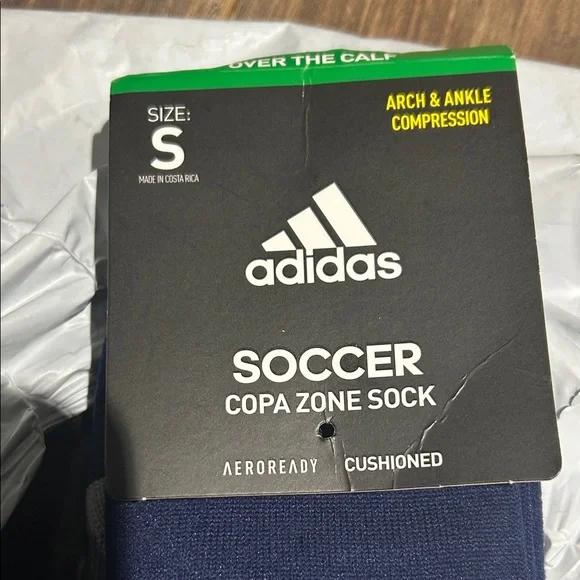 OVER THE CALF
SIZE:
S
MADE IN COSTA RICA
ARCH & ANKLE
COMPRESSION
adidas
SOCCER
COPA ZONE SOCK
AEROREADY | CUSHIONED